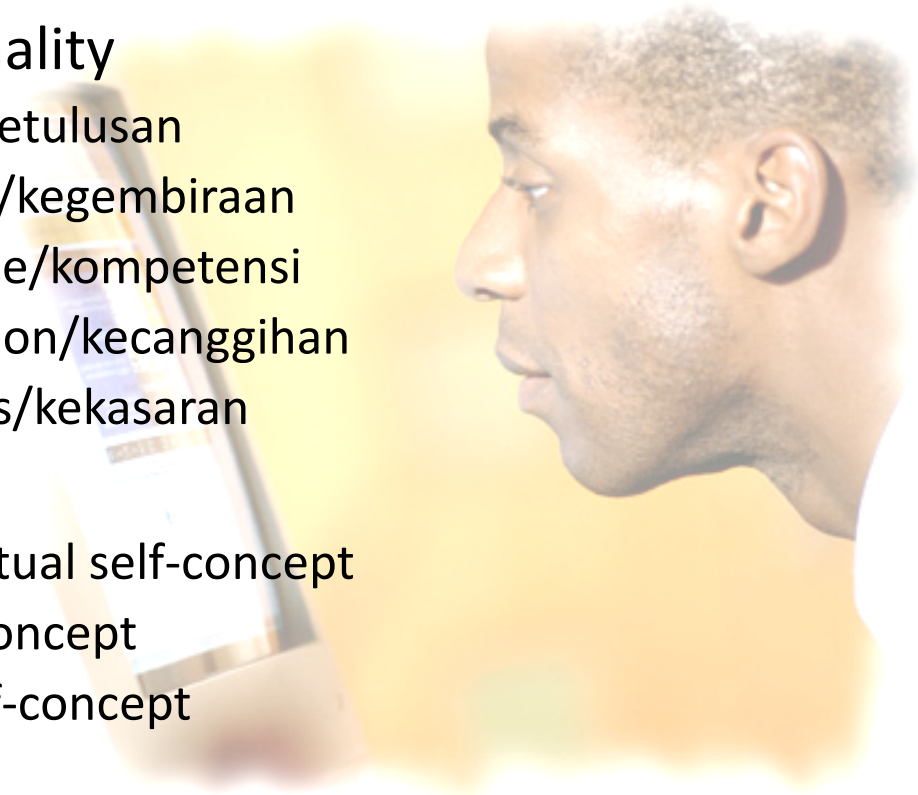 ality
etulusan
/kegembiraan
e/kompetensi
on/kecanggihan
s/kekasaran
tual self-concept
oncept
f-concept